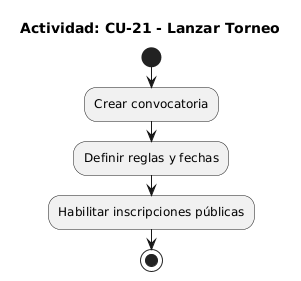 Actividad: CU-21 - Lanzar Torneo
Crear convocatoria
Definir reglas y fechas
Habilitar inscripciones públicas